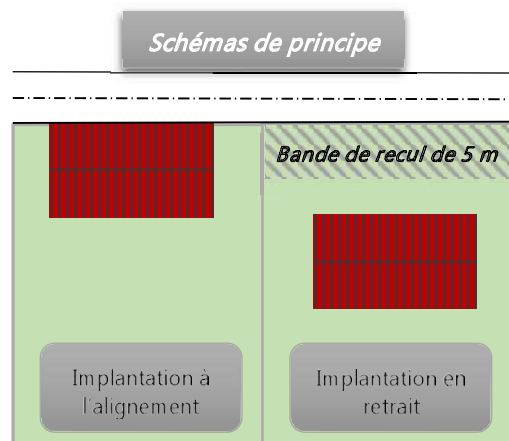 Schémas de principe
Bande de recul de 5 m
Implantation à
l'alignement
Implantation en
retrait